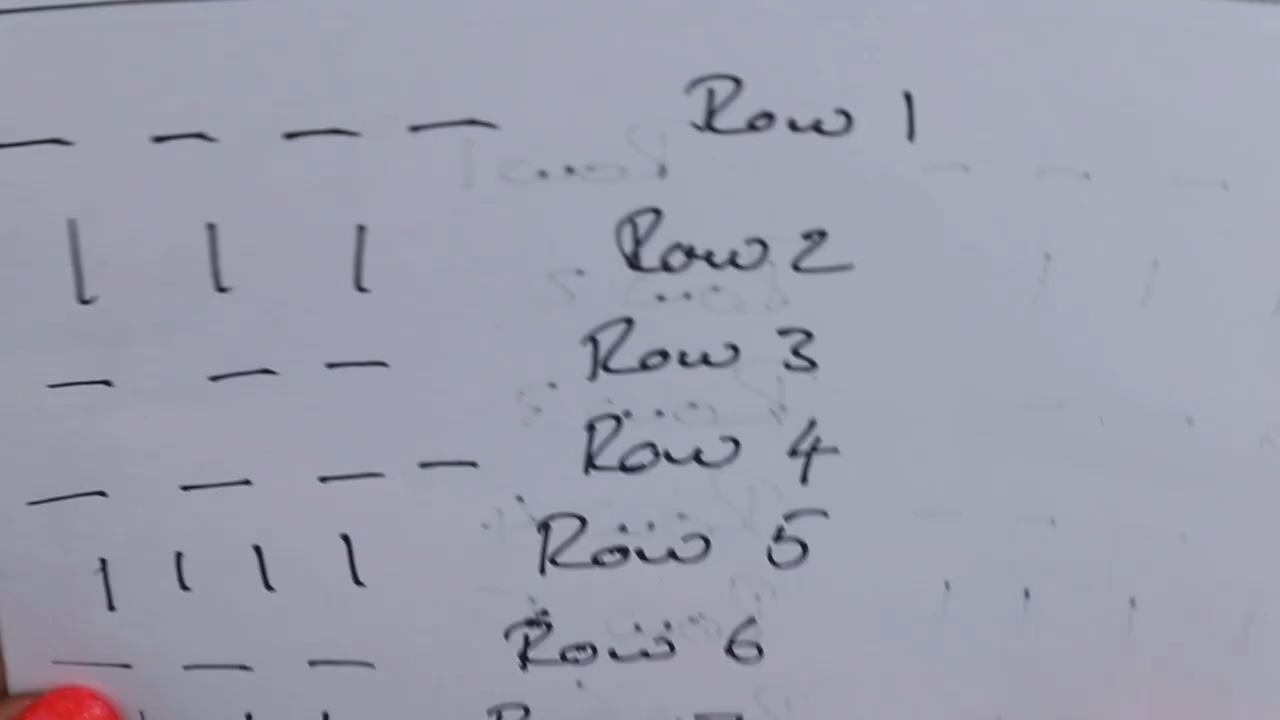 — — — — Row 1
| | | Row 2
— — — Row 3
— — — — Row 4
| | | | Row 5
— — — Row 6